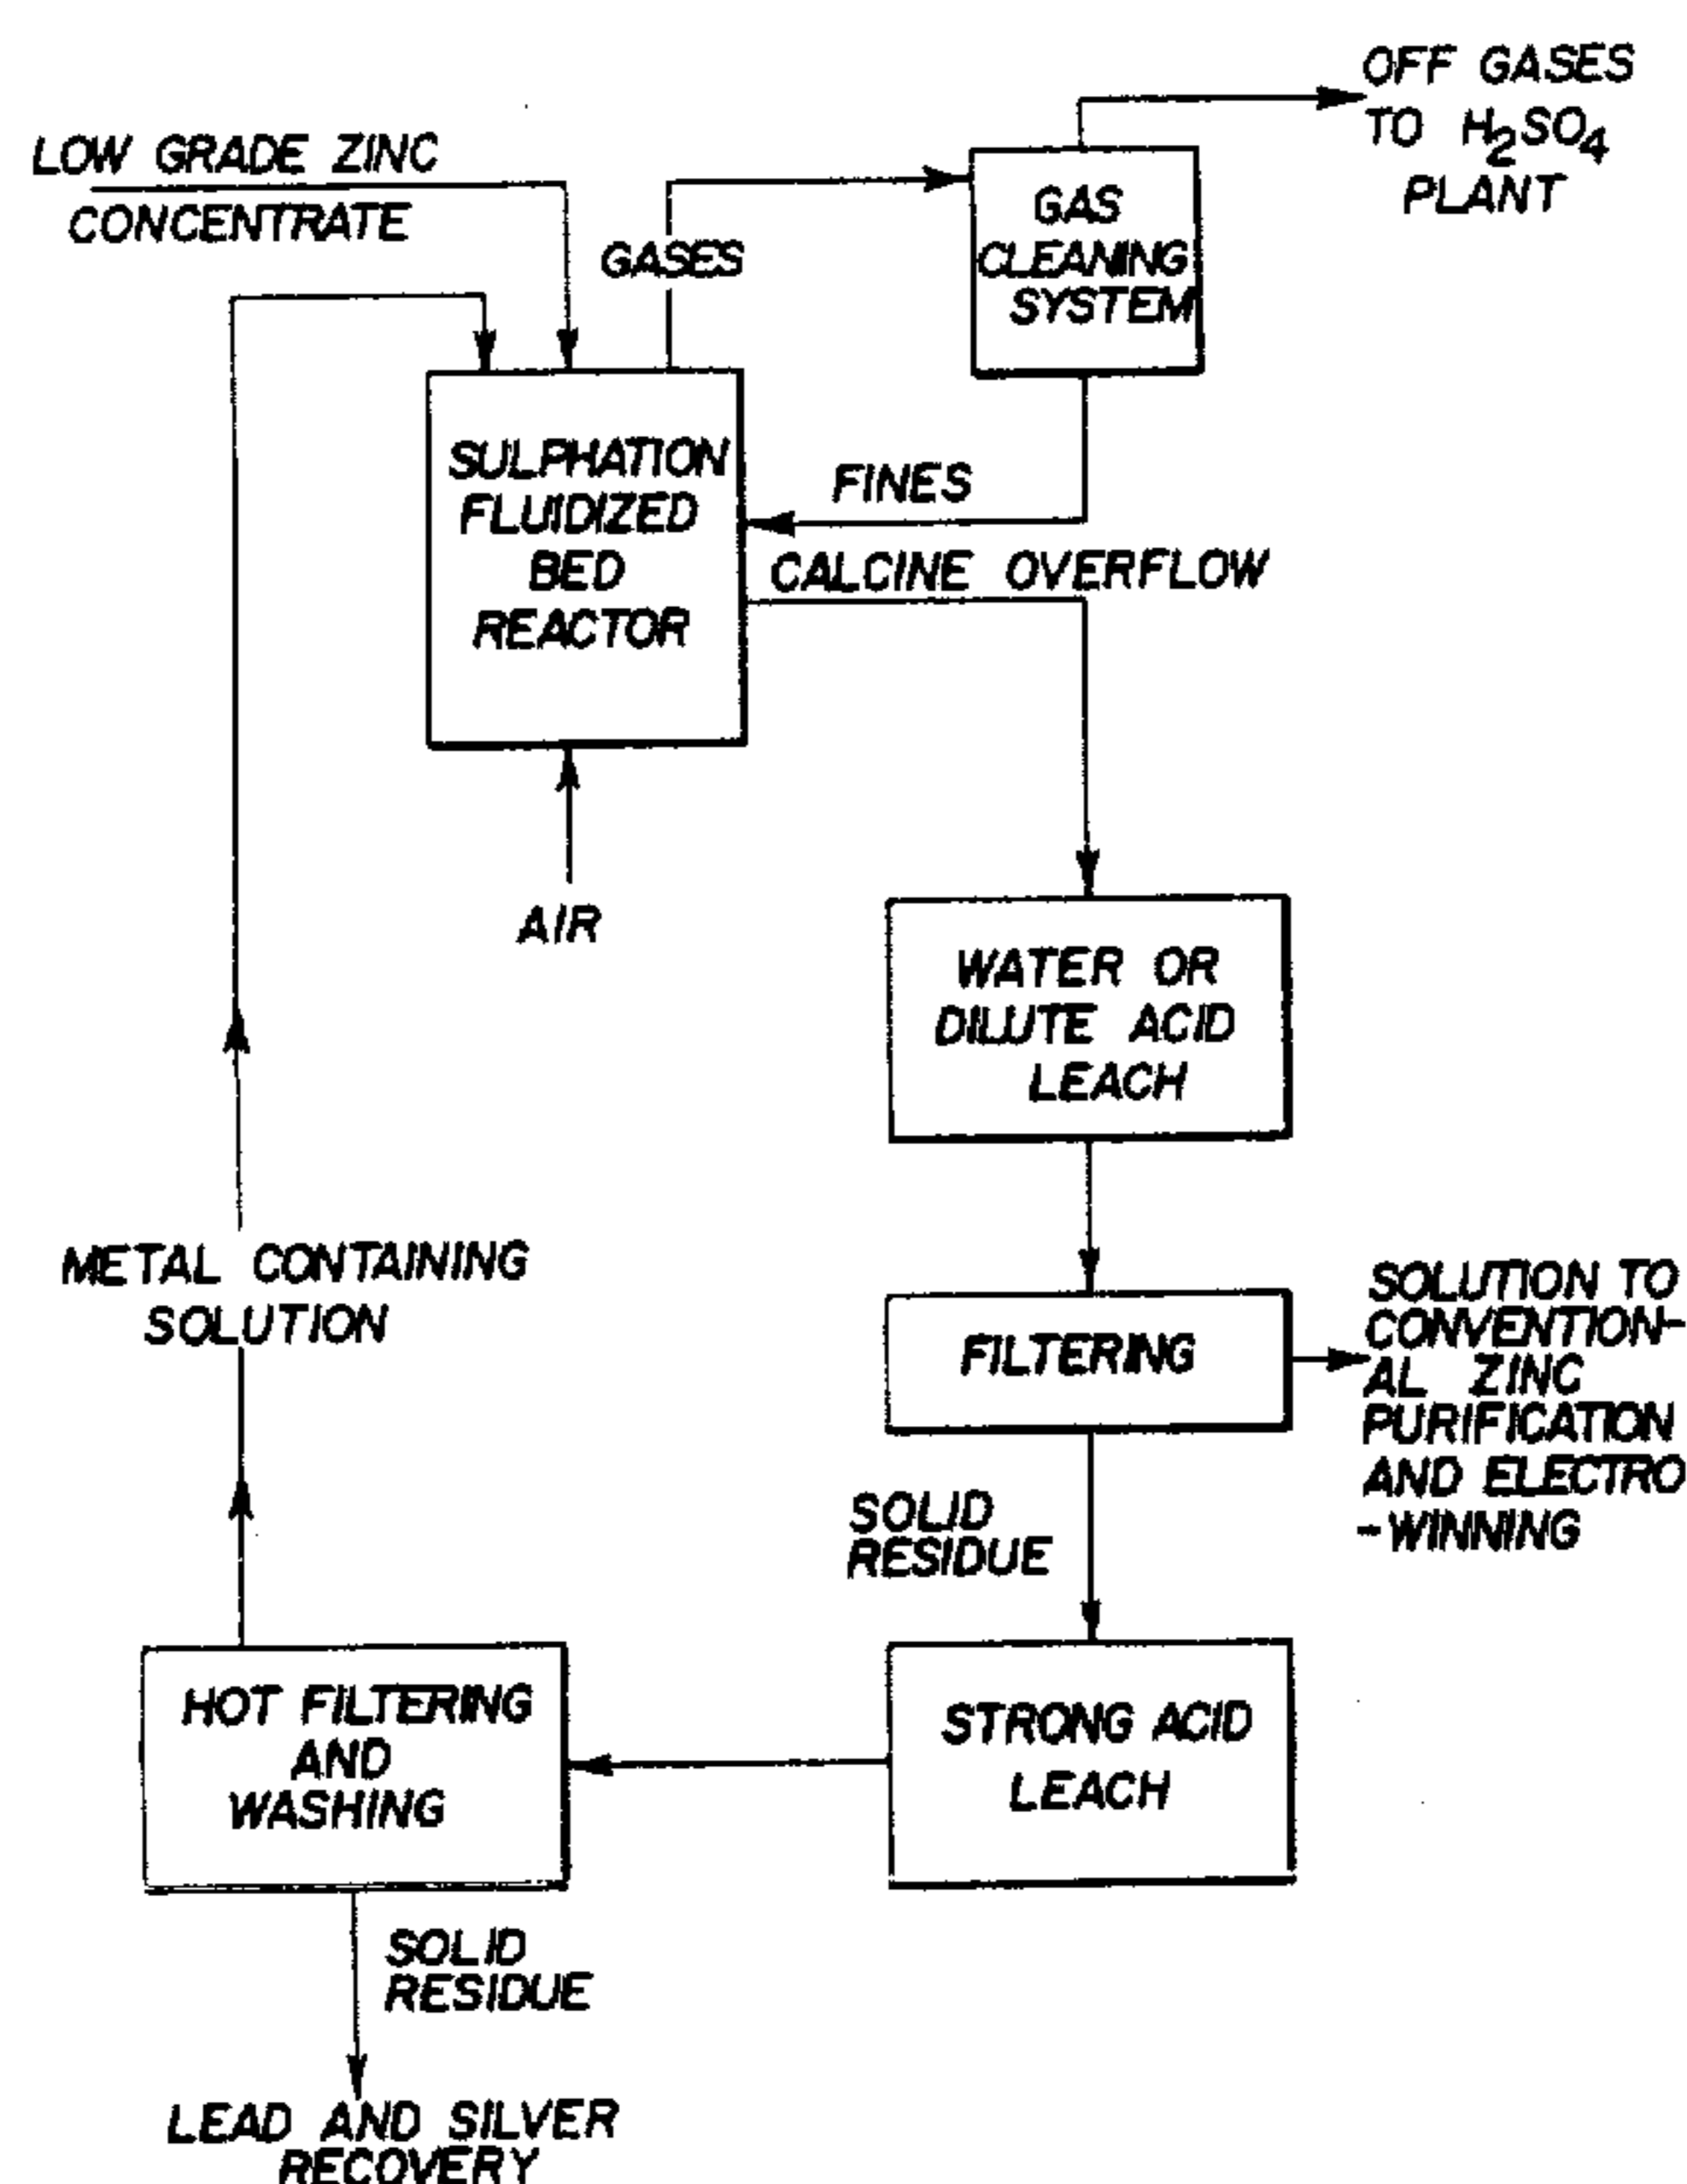 OFF GASES
TO H₂SO₄
PLANT
LOW GRADE ZINC
CONCENTRATE
GASES
GAS
CLEANING
SYSTEM
SULPHATION
FLUIDIZED
BED
REACTOR
FINES
CALCINE OVERFLOW
AIR
WATER OR
DILUTE ACID
LEACH
METAL CONTAINING
SOLUTION
FILTERING
SOLUTION TO
CONVENTION-
AL ZINC
PURIFICATION
AND ELECTRO
-WINNING
SOLID
RESIDUE
HOT FILTERING
AND
WASHING
STRONG ACID
LEACH
SOLID
RESIDUE
LEAD AND SILVER
RECOVERY